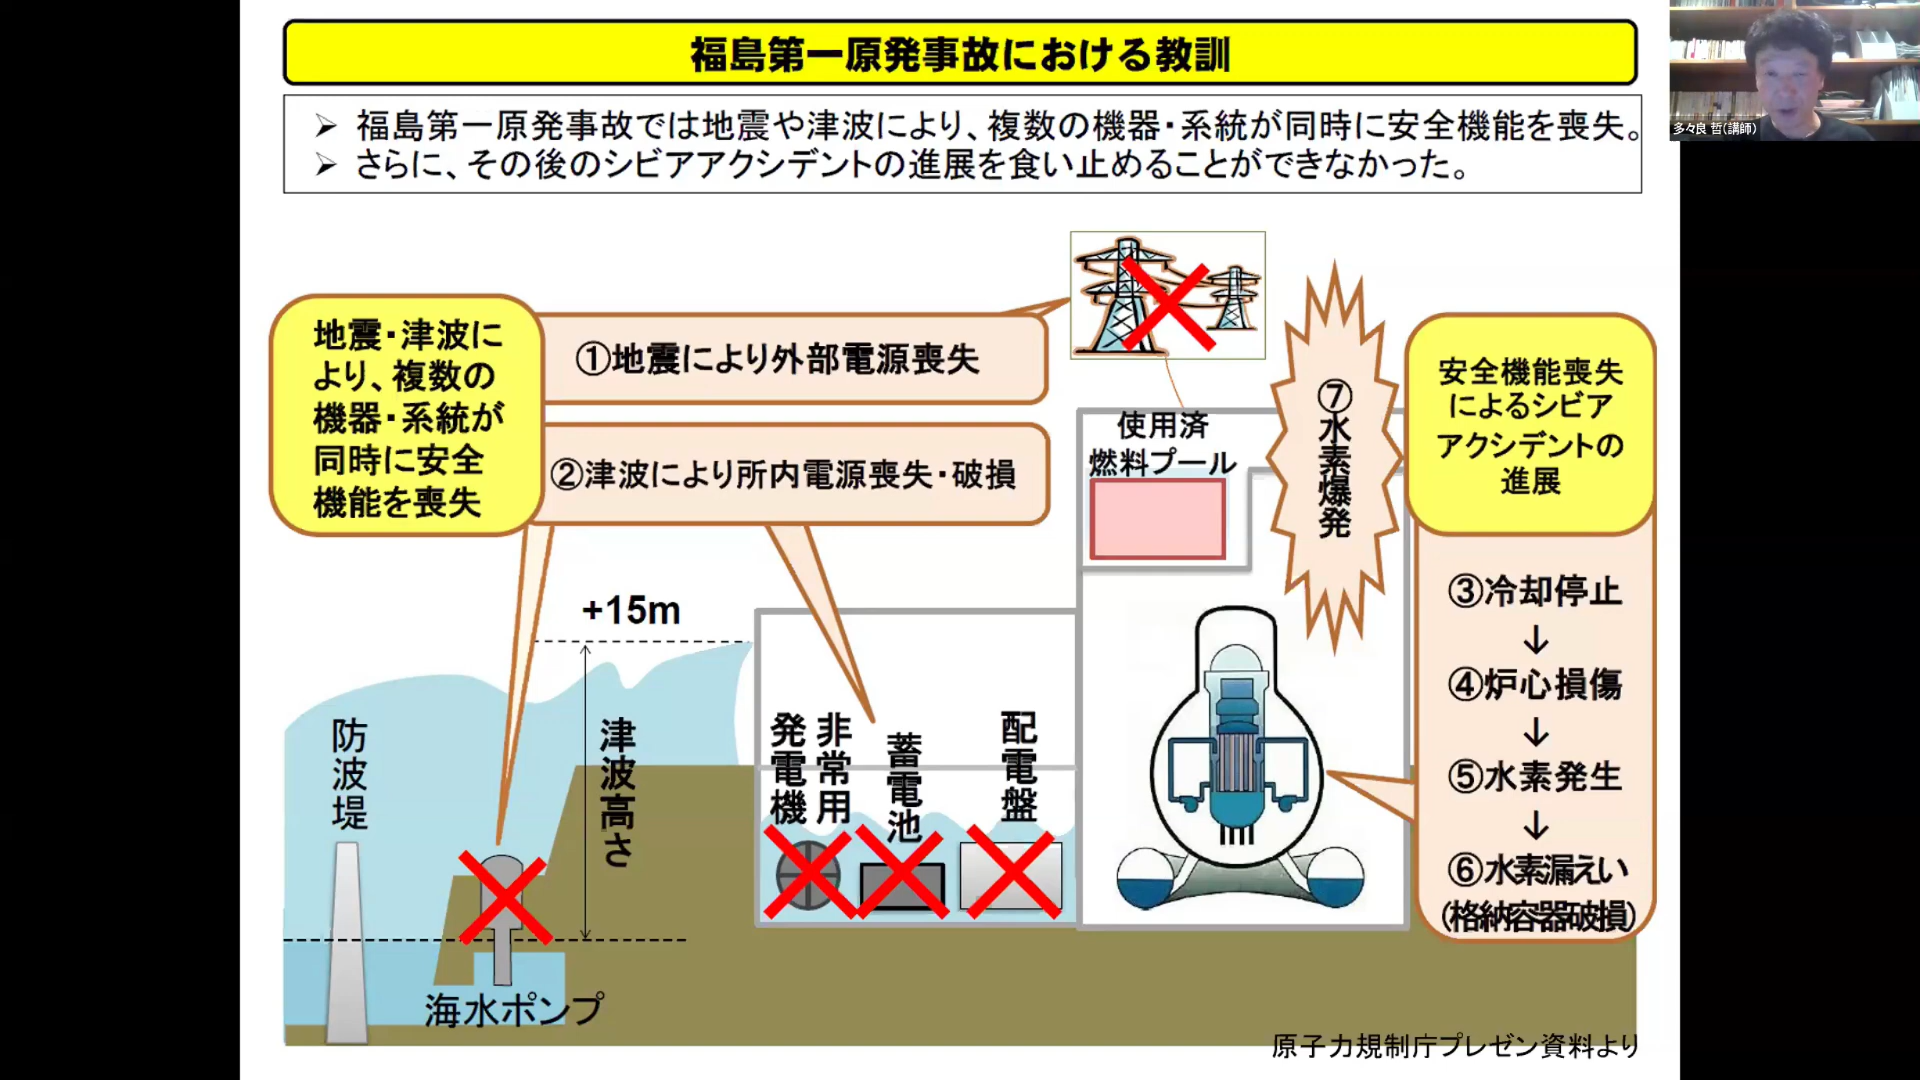 福島第一原発事故における教訓
➢ 福島第一原発事故では地震や津波により、複数の機器・系統が同時に安全機能を喪失。
➢ さらに、その後のシビアアクシデントの進展を食い止めることができなかった。
多々良 哲(講師)
地震・津波に
より、複数の
機器・系統が
同時に安全
機能を喪失
①地震により外部電源喪失
②津波により所内電源喪失・破損
使用済
燃料プール
⑦水素爆発
安全機能喪失
によるシビア
アクシデントの
進展
③冷却停止
↓
④炉心損傷
↓
⑤水素発生
↓
⑥水素漏えい
(格納容器破損)
+15m
津波高さ
防波堤
海水ポンプ
非常用
発電機
蓄電池
配電盤
原子力規制庁プレゼン資料より